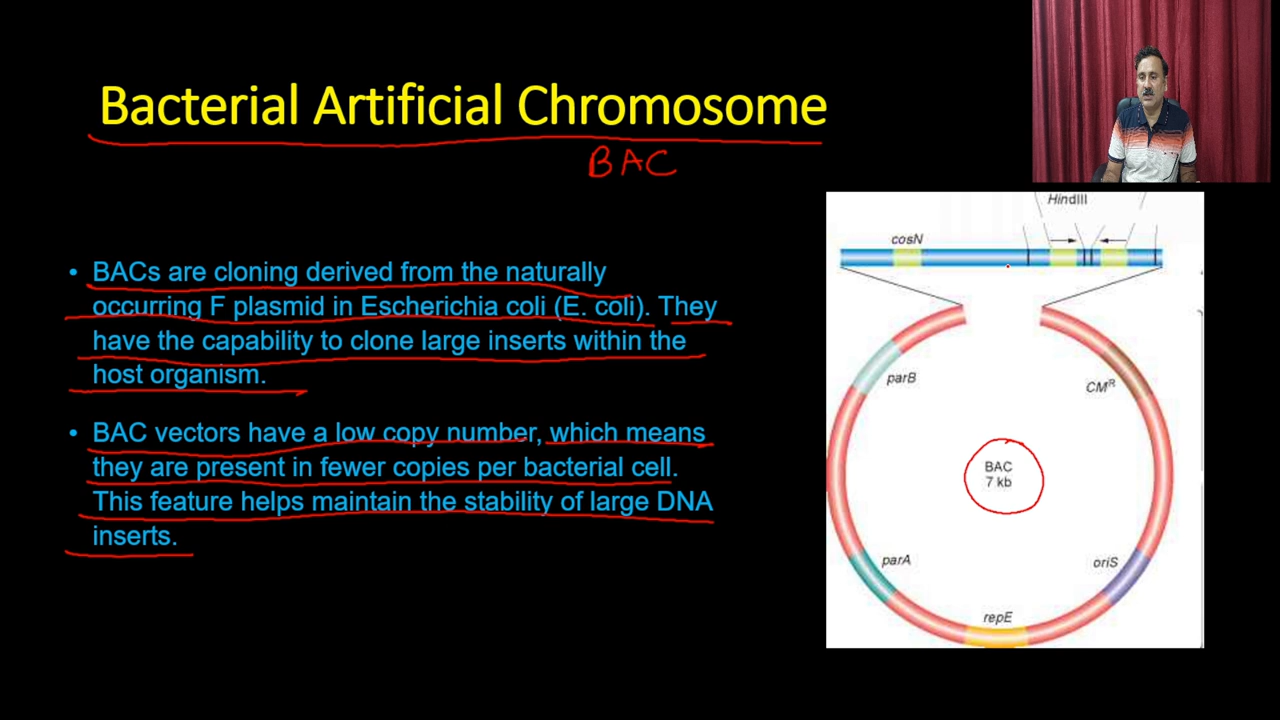 Bacterial Artificial Chromosome
BAC
• BACs are cloning derived from the naturally
occurring F plasmid in Escherichia coli (E. coli). They
have the capability to clone large inserts within the
host organism.
• BAC vectors have a low copy number, which means
they are present in fewer copies per bacterial cell.
This feature helps maintain the stability of large DNA
inserts.
HindIII
cosN
parB
CMᴿ
BAC
7 kb
parA
oriS
repE